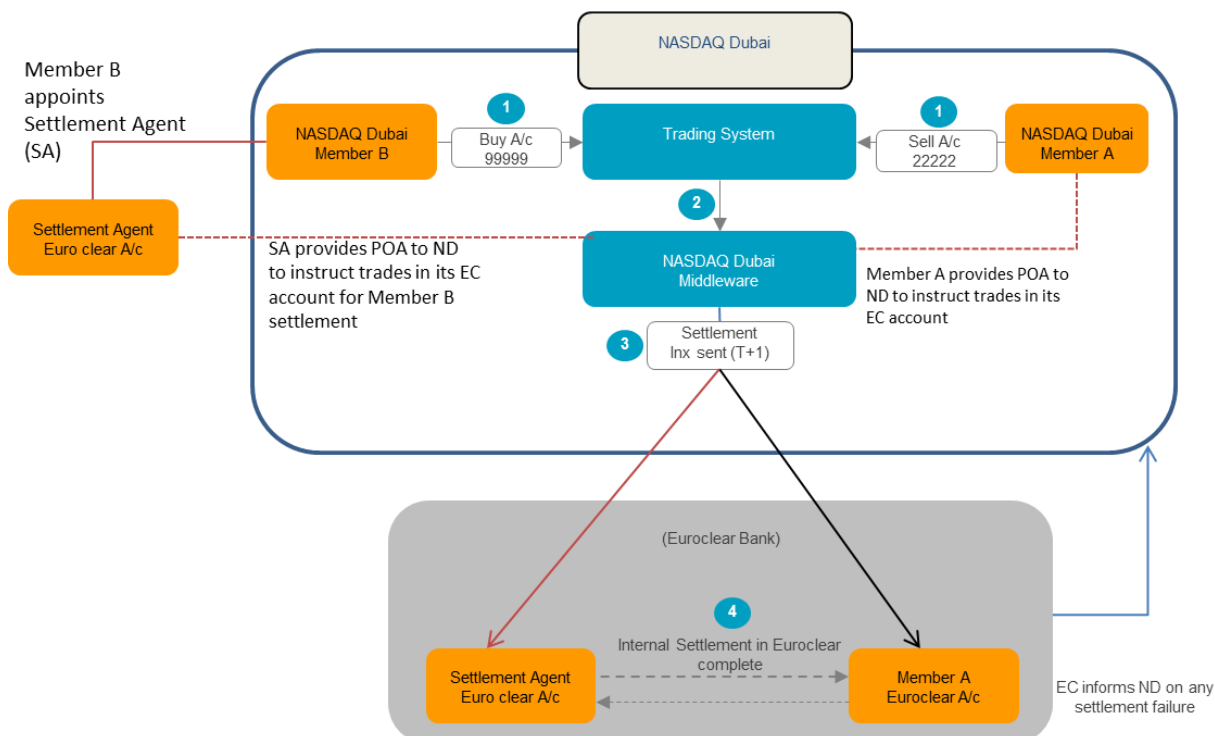 NASDAQ Dubai
Member B
appoints
Settlement Agent
(SA)
1
1
NASDAQ Dubai
Member B
Buy A/c
99999
Trading System
Sell A/c
22222
NASDAQ Dubai
Member A
2
Settlement Agent
Euro clear A/c
SA provides POA to ND
to instruct trades in its EC
account for Member B
settlement
NASDAQ Dubai
Middleware
Member A provides POA to
ND to instruct trades in its
EC account
3
Settlement
Inx sent (T+1)
(Euroclear Bank)
4
Internal Settlement in Euroclear
complete
Settlement Agent
Euro clear A/c
Member A
Euroclear A/c
EC informs ND on any
settlement failure